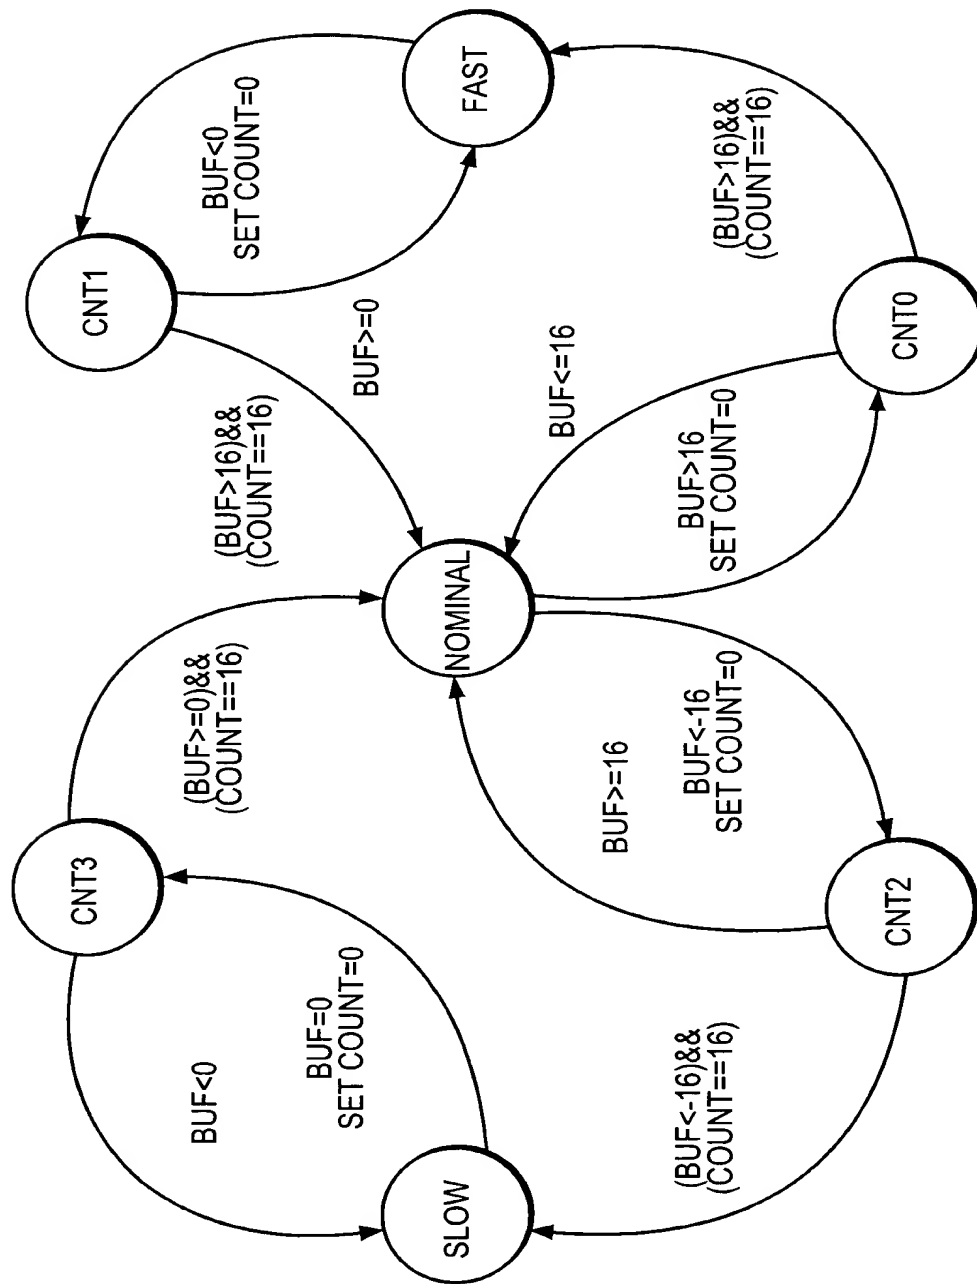 CNT3
CNT1
BUF<0
(BUF>=0)&&
(COUNT==16)
(BUF>16)&&
(COUNT==16)
BUF<0
SET COUNT=0
BUF=0
SET COUNT=0
BUF>=0
SLOW
NOMINAL
FAST
BUF>=16
BUF<=16
(BUF<-16)&&
(COUNT==16)
BUF<-16
SET COUNT=0
BUF>16
SET COUNT=0
(BUF>16)&&
(COUNT==16)
CNT2
CNT0